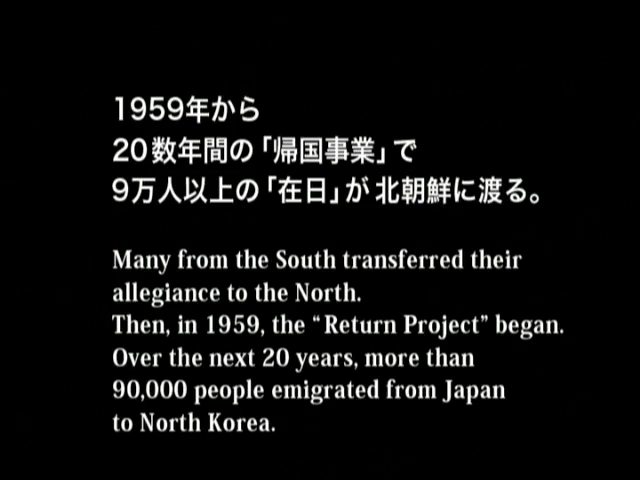 1959年から
20数年間の「帰国事業」で
9万人以上の「在日」が北朝鮮に渡る。
Many from the South transferred their
allegiance to the North.
Then, in 1959, the “Return Project” began.
Over the next 20 years, more than
90,000 people emigrated from Japan
to North Korea.